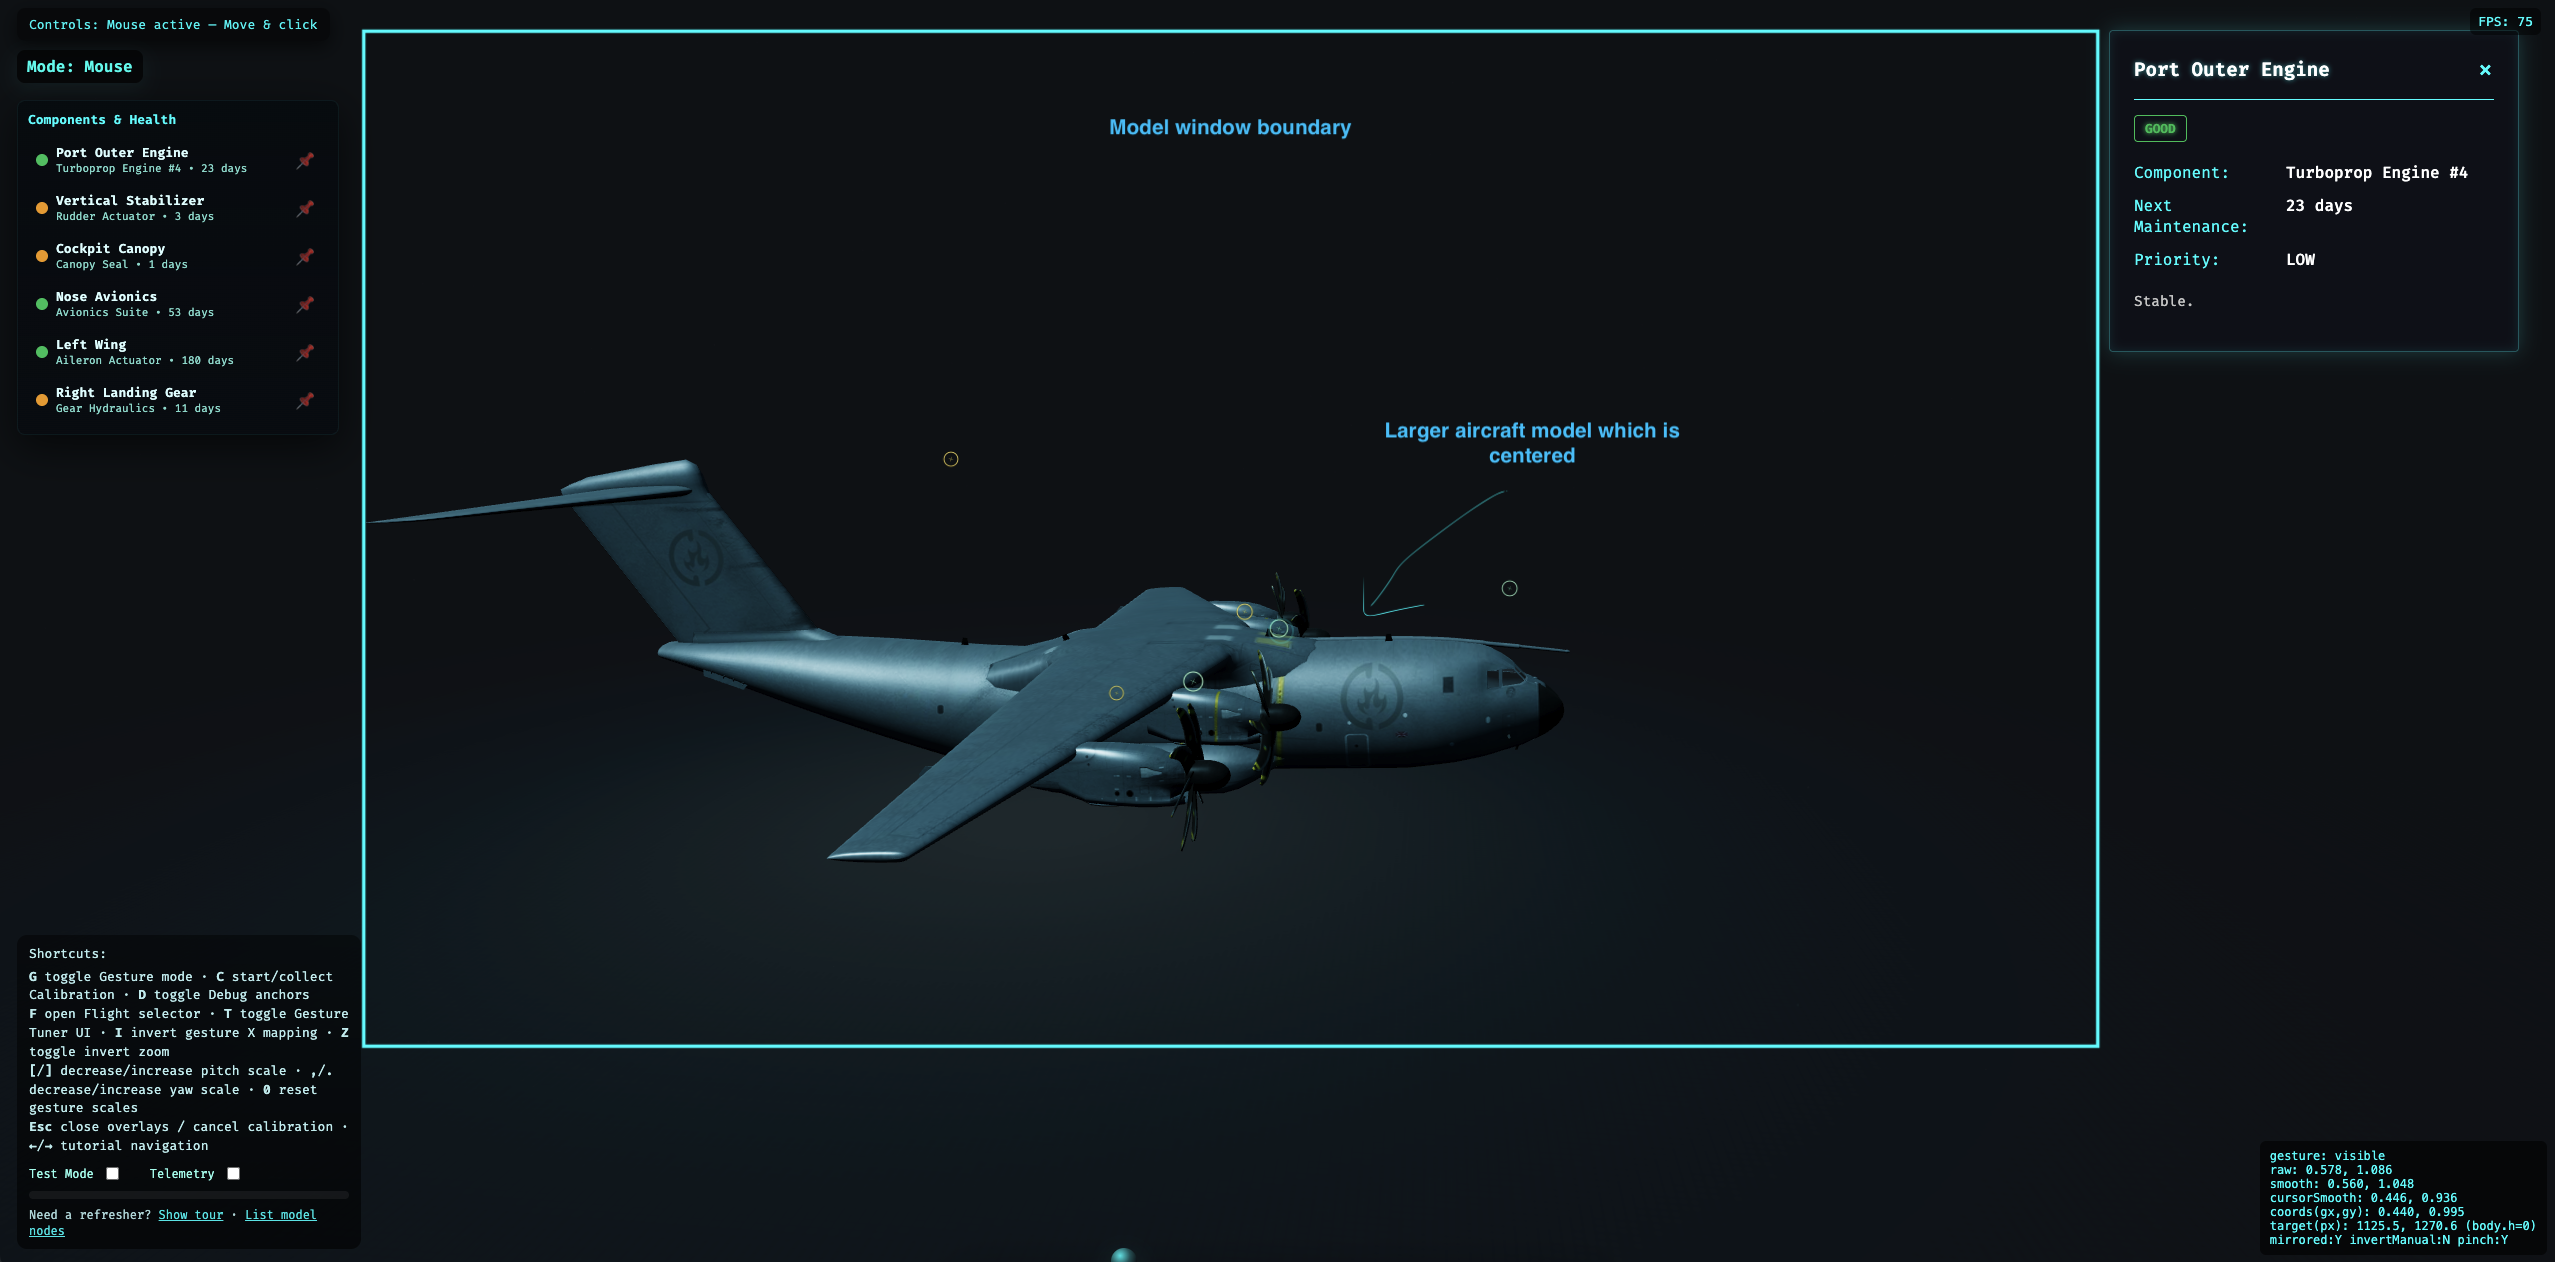 Controls: Mouse active — Move & click
Mode: Mouse
Components & Health
Port Outer Engine
Turboprop Engine #4 • 23 days
Vertical Stabilizer
Rudder Actuator • 3 days
Cockpit Canopy
Canopy Seal • 1 days
Nose Avionics
Avionics Suite • 53 days
Left Wing
Aileron Actuator • 180 days
Right Landing Gear
Gear Hydraulics • 11 days
Shortcuts:
G toggle Gesture mode · C start/collect
Calibration · D toggle Debug anchors
F open Flight selector · T toggle Gesture
Tuner UI · I invert gesture X mapping · Z
toggle invert zoom
[/] decrease/increase pitch scale · ,/.
decrease/increase yaw scale · 0 reset
gesture scales
Esc close overlays / cancel calibration ·
←/→ tutorial navigation
Test Mode Telemetry
Need a refresher? Show tour · List model
nodes
Model window boundary
Larger aircraft model which is
centered
FPS: 75
Port Outer Engine ×
GOOD
Component: Turboprop Engine #4
Next 23 days
Maintenance:
Priority: LOW
Stable.
gesture: visible
raw: 0.578, 1.086
smooth: 0.560, 1.048
cursorSmooth: 0.446, 0.936
coords(gx,gy): 0.440, 0.995
target(px): 1125.5, 1270.6 (body.h=0)
mirrored:Y invertManual:N pinch:Y